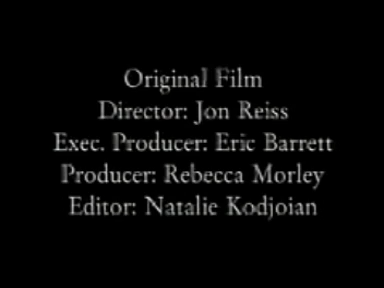 Original Film
Director: Jon Reiss
Exec. Producer: Eric Barrett
Producer: Rebecca Morley
Editor: Natalie Kodjoian